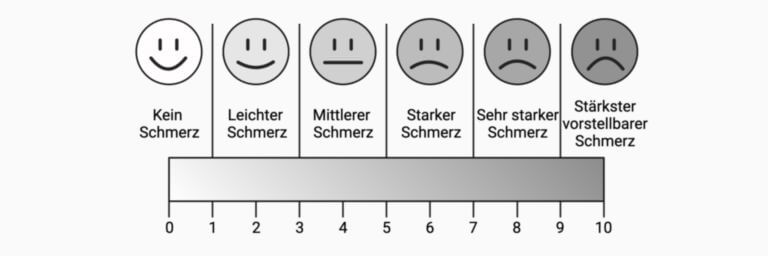 Kein
Schmerz
Leichter
Schmerz
Mittlerer
Schmerz
Starker
Schmerz
Sehr starker
Schmerz
Stärkster
vorstellbarer
Schmerz
0 1 2 3 4 5 6 7 8 9 10